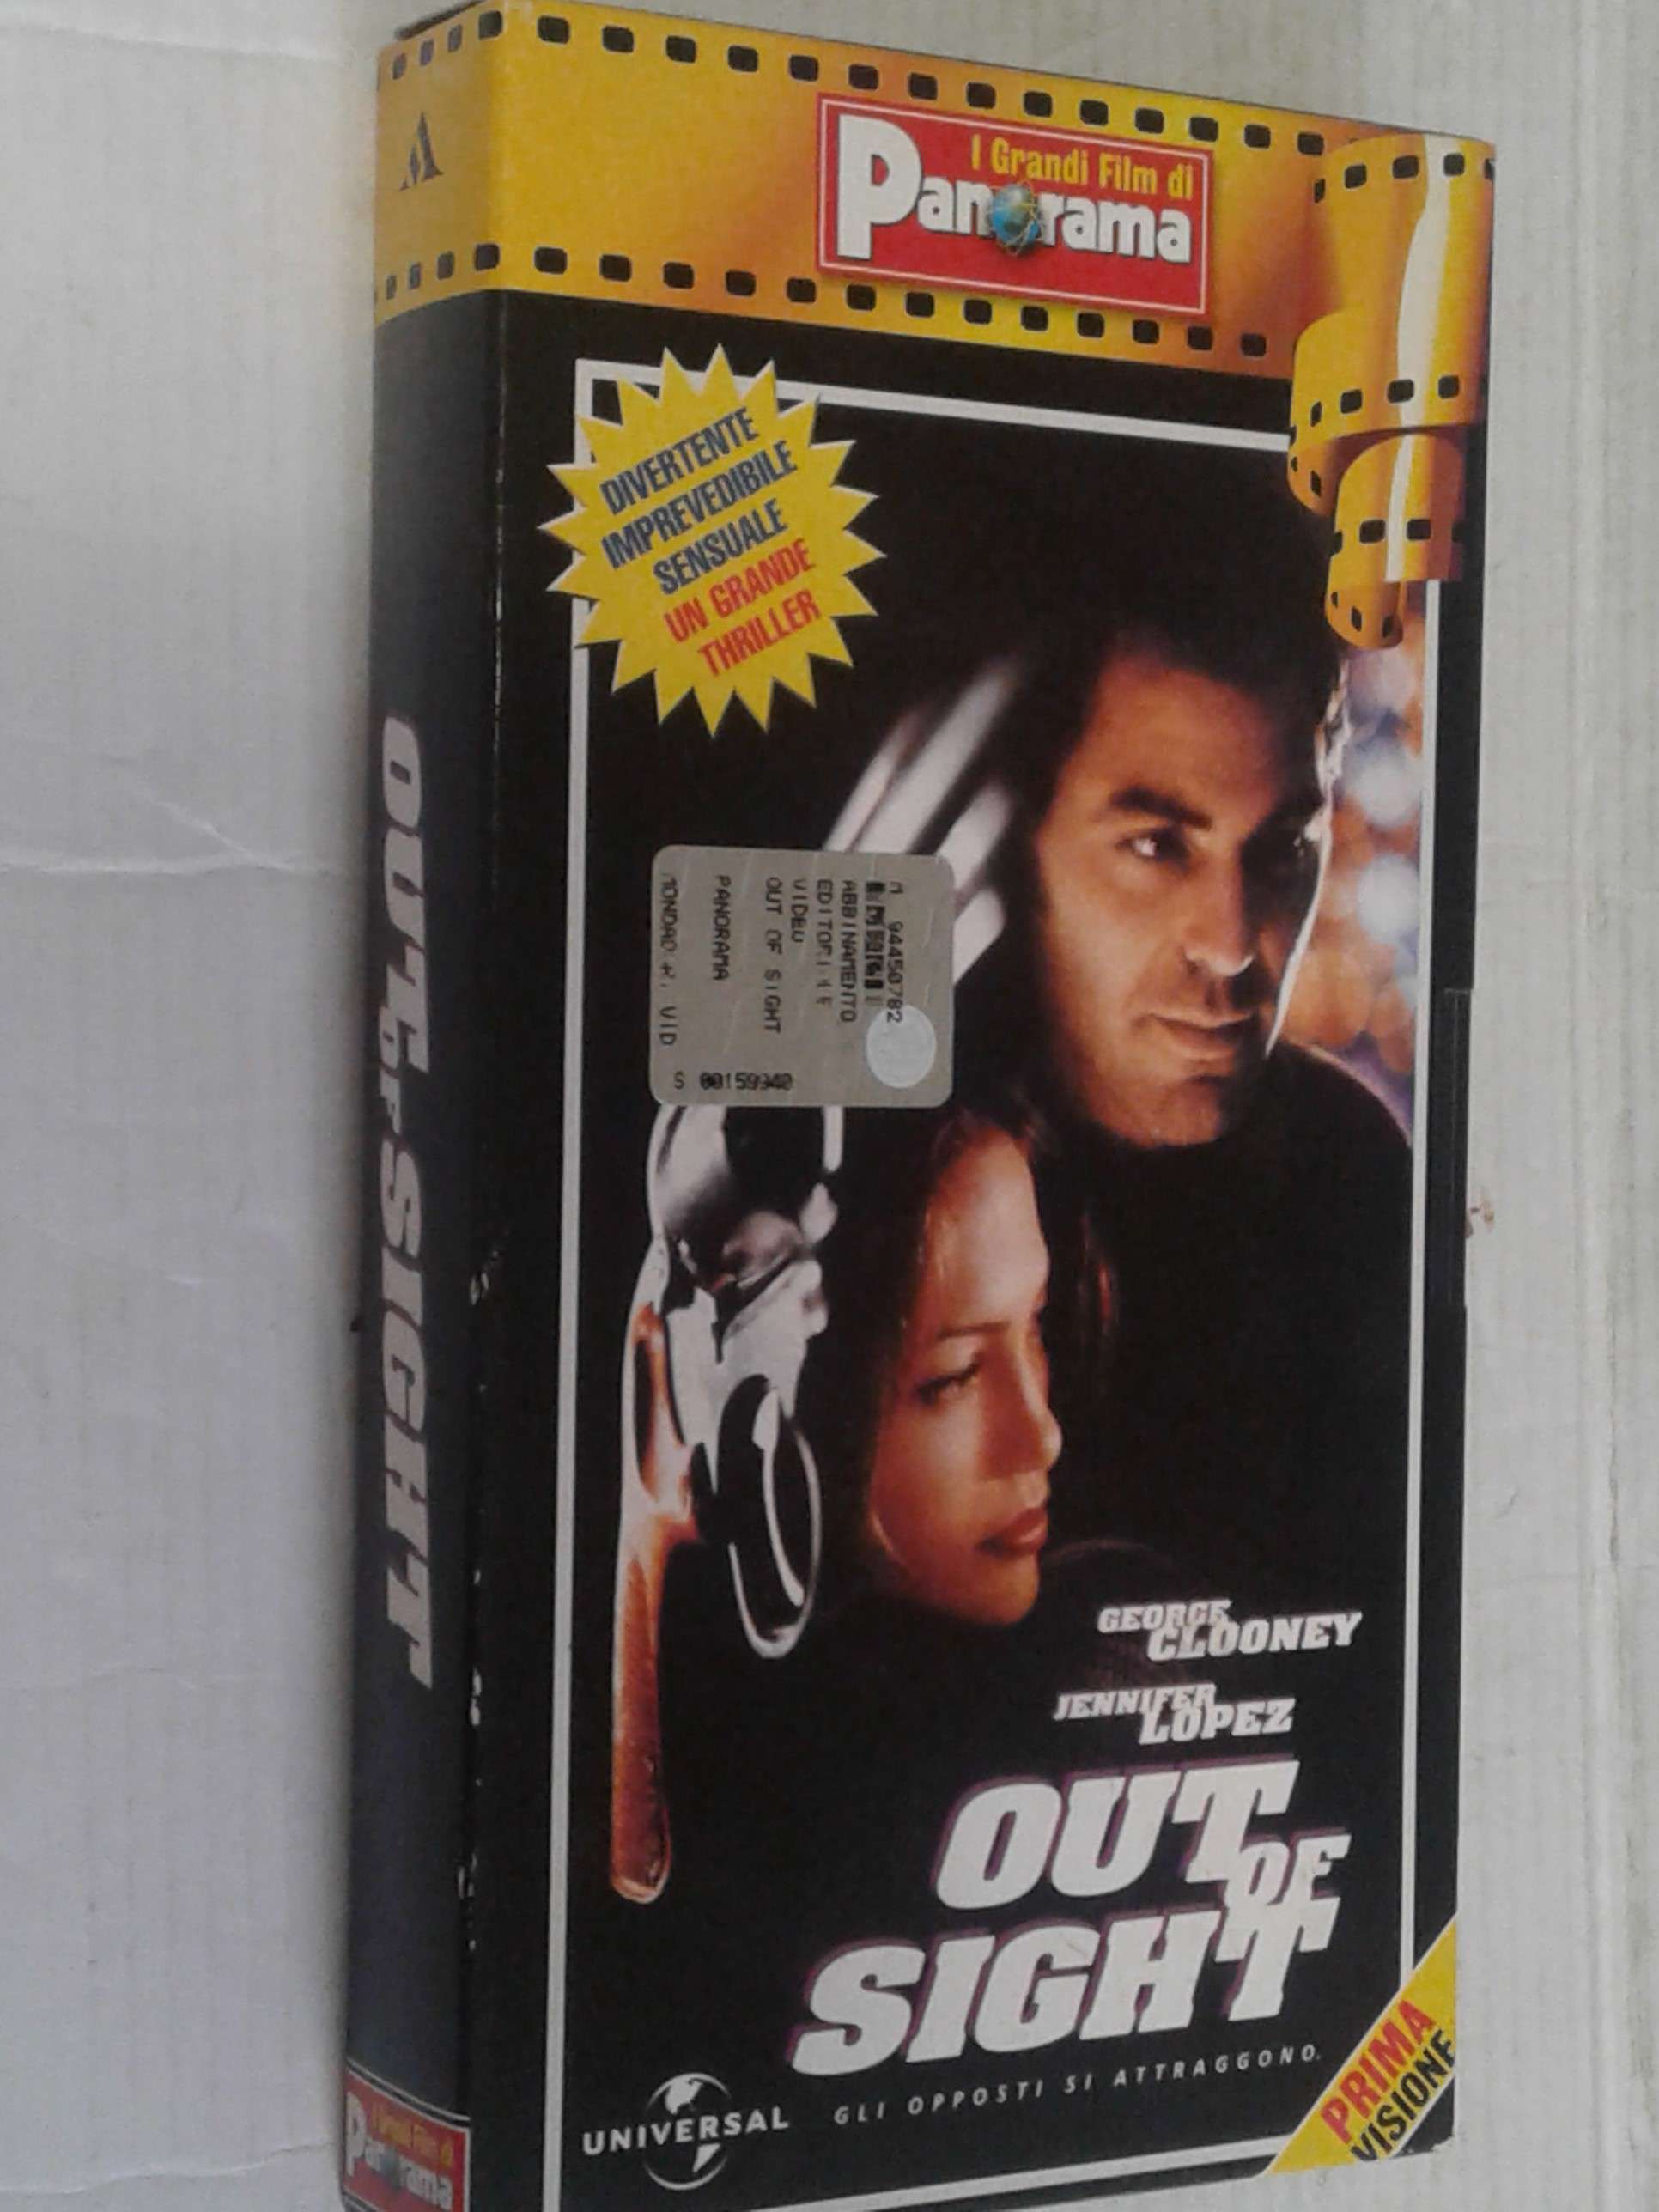 I Grandi Film di
Panorama
DIVERTENTE
IMPREVEDIBILE
SENSUALE
UN GRANDE
THRILLER
M 94450782
ABBINAMENTO
VIDEO
OUT OF SIGHT
PANORAMA
VID
S 00159940
GEORGE
CLOONEY
JENNIFER
LOPEZ
OUT
OF
SIGHT
GLI OPPOSTI SI ATTRAGGONO.
UNIVERSAL
PRIMA
VISIONE
OUT OF SIGHT
I Grandi Film di
Panorama